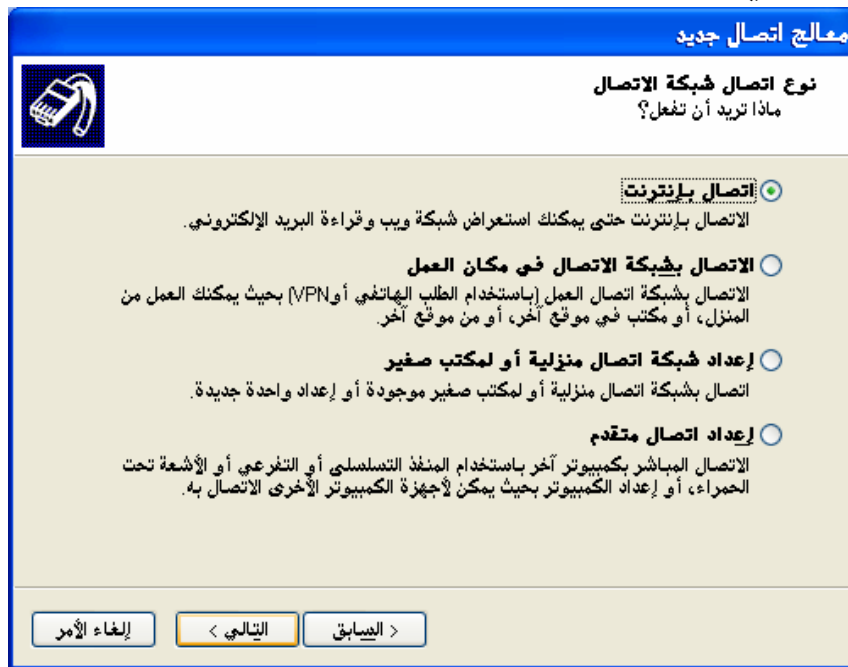 معالج اتصال جديد
نوع اتصال شبكة الاتصال
ماذا تريد أن تفعل؟
اتصال بإنترنت
الاتصال بإنترنت حتى يمكنك استعراض شبكة ويب وقراءة البريد الإلكتروني.
الاتصال بشبكة الاتصال في مكان العمل
الاتصال بشبكة اتصال العمل (باستخدام الطلب الهاتفي أوVPN) بحيث يمكنك العمل من
المنزل، أو مكتب في موقع آخر، أو من موقع آخر.
إعداد شبكة اتصال منزلية أو لمكتب صغير
اتصال بشبكة اتصال منزلية أو لمكتب صغير موجودة أو إعداد واحدة جديدة.
إعداد اتصال متقدم
الاتصال المباشر بكمبيوتر آخر باستخدام المنفذ التسلسلي أو التفرعي أو الأشعة تحت
الحمراء، أو إعداد الكمبيوتر بحيث يمكن لأجهزة الكمبيوتر الأخرى الاتصال به.
< السابق
التالي >
إلغاء الأمر